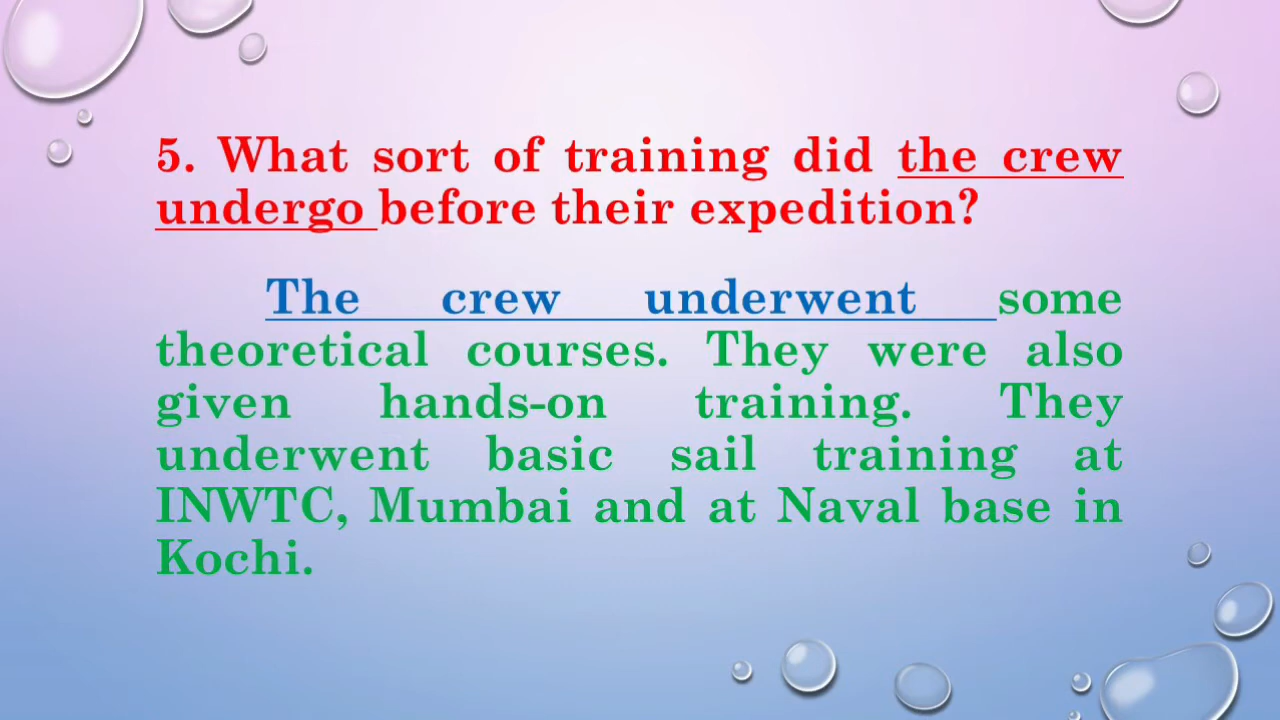 5. What sort of training did the crew
undergo before their expedition?
The crew underwent some
theoretical courses. They were also
given hands-on training. They
underwent basic sail training at
INWTC, Mumbai and at Naval base in
Kochi.